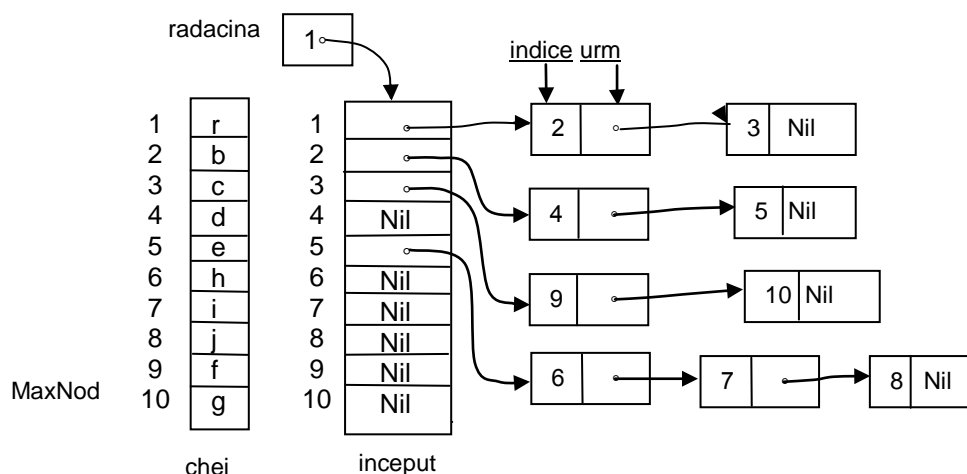 radacina
1
indice urm
1 r 1 2 3 Nil
2 b 2
3 c 3
4 d 4 Nil 4 5 Nil
5 e 5
6 h 6 Nil
7 i 7 Nil 9 10 Nil
8 j 8 Nil
9 f 9 Nil 6 7 8 Nil
MaxNod 10 g 10 Nil
chei inceput